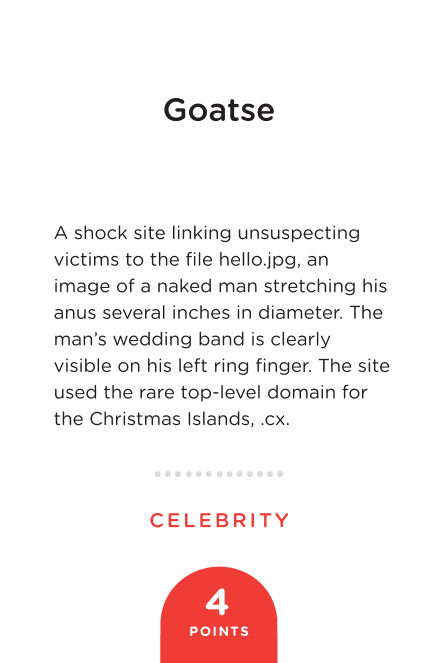 Goatse
A shock site linking unsuspecting
victims to the file hello.jpg, an
image of a naked man stretching his
anus several inches in diameter. The
man’s wedding band is clearly
visible on his left ring finger. The site
used the rare top-level domain for
the Christmas Islands, .cx.
CELEBRITY
4
POINTS